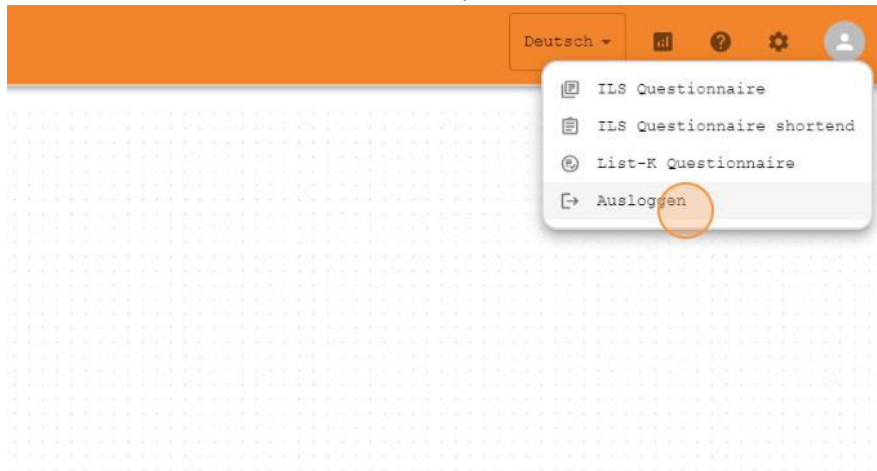 Deutsch
ILS Questionnaire
ILS Questionnaire shortend
List-K Questionnaire
Ausloggen